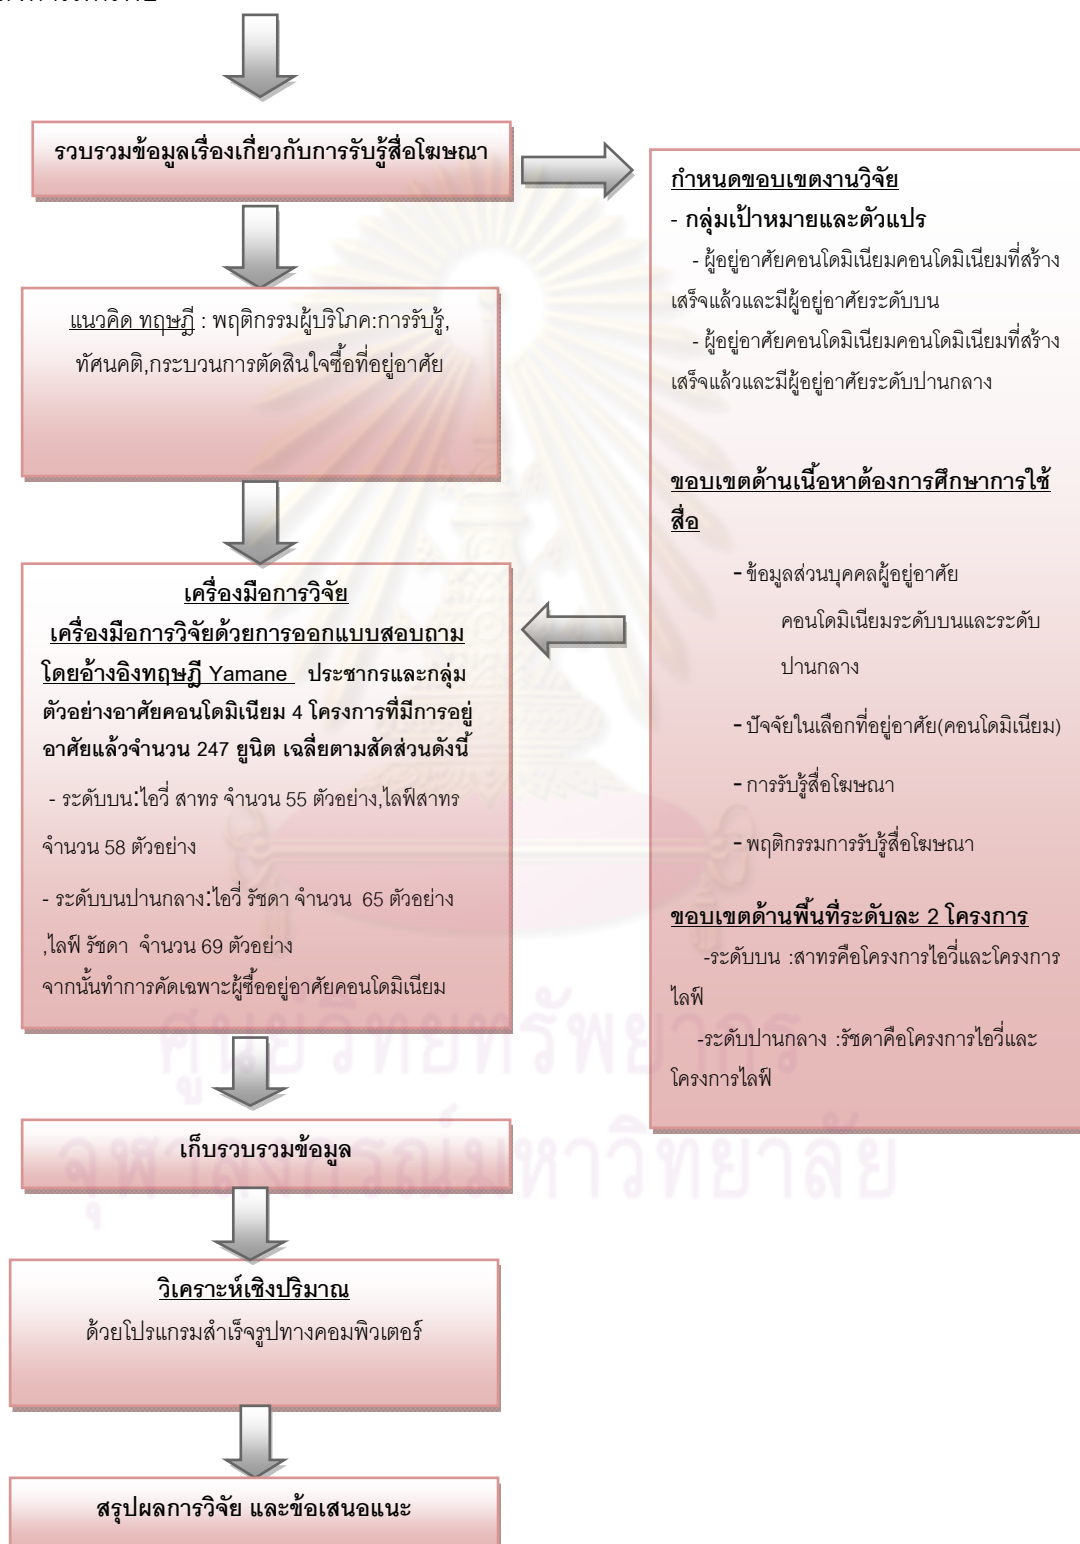 รวบรวมข้อมูลเรื่องเกี่ยวกับการรับรู้สื่อโฆษณา
แนวคิด ทฤษฎี : พฤติกรรมผู้บริโภค:การรับรู้,
ทัศนคติ,กระบวนการตัดสินใจซื้อที่อยู่อาศัย
กำหนดขอบเขตงานวิจัย
- กลุ่มเป้าหมายและตัวแปร
- ผู้อยู่อาศัยคอนโดมิเนียมคอนโดมิเนียมที่สร้าง
เสร็จแล้วและมีผู้อยู่อาศัยระดับบน
- ผู้อยู่อาศัยคอนโดมิเนียมคอนโดมิเนียมที่สร้าง
เสร็จแล้วและมีผู้อยู่อาศัยระดับปานกลาง
ขอบเขตด้านเนื้อหาต้องการศึกษาการใช้
สื่อ
- ข้อมูลส่วนบุคคลผู้อยู่อาศัย
คอนโดมิเนียมระดับบนและระดับ
ปานกลาง
- ปัจจัยในเลือกที่อยู่อาศัย(คอนโดมิเนียม)
- การรับรู้สื่อโฆษณา
- พฤติกรรมการรับรู้สื่อโฆษณา
ขอบเขตด้านพื้นที่ระดับละ 2 โครงการ
-ระดับบน :สาทรคือโครงการไอวี่และโครงการ
ไลฟ์
-ระดับปานกลาง :รัชดาคือโครงการไอวี่และ
โครงการไลฟ์
เครื่องมือการวิจัย
เครื่องมือการวิจัยด้วยการออกแบบสอบถาม
โดยอ้างอิงทฤษฎี Yamane ประชากรและกลุ่ม
ตัวอย่างอาศัยคอนโดมิเนียม 4 โครงการที่มีการอยู่
อาศัยแล้วจำนวน 247 ยูนิต เฉลี่ยตามสัดส่วนดังนี้
- ระดับบน:ไอวี่ สาทร จำนวน 55 ตัวอย่าง,ไลฟ์สาทร
จำนวน 58 ตัวอย่าง
- ระดับบนปานกลาง:ไอวี่ รัชดา จำนวน 65 ตัวอย่าง
,ไลฟ์ รัชดา จำนวน 69 ตัวอย่าง
จากนั้นทำการคัดเฉพาะผู้ซื้ออยู่อาศัยคอนโดมิเนียม
ศูนย์วิทยทรัพยากร
จุฬาลงกรณ์มหาวิทยาลัย
เก็บรวบรวมข้อมูล
วิเคราะห์เชิงปริมาณ
ด้วยโปรแกรมสำเร็จรูปทางคอมพิวเตอร์
สรุปผลการวิจัย และข้อเสนอแนะ